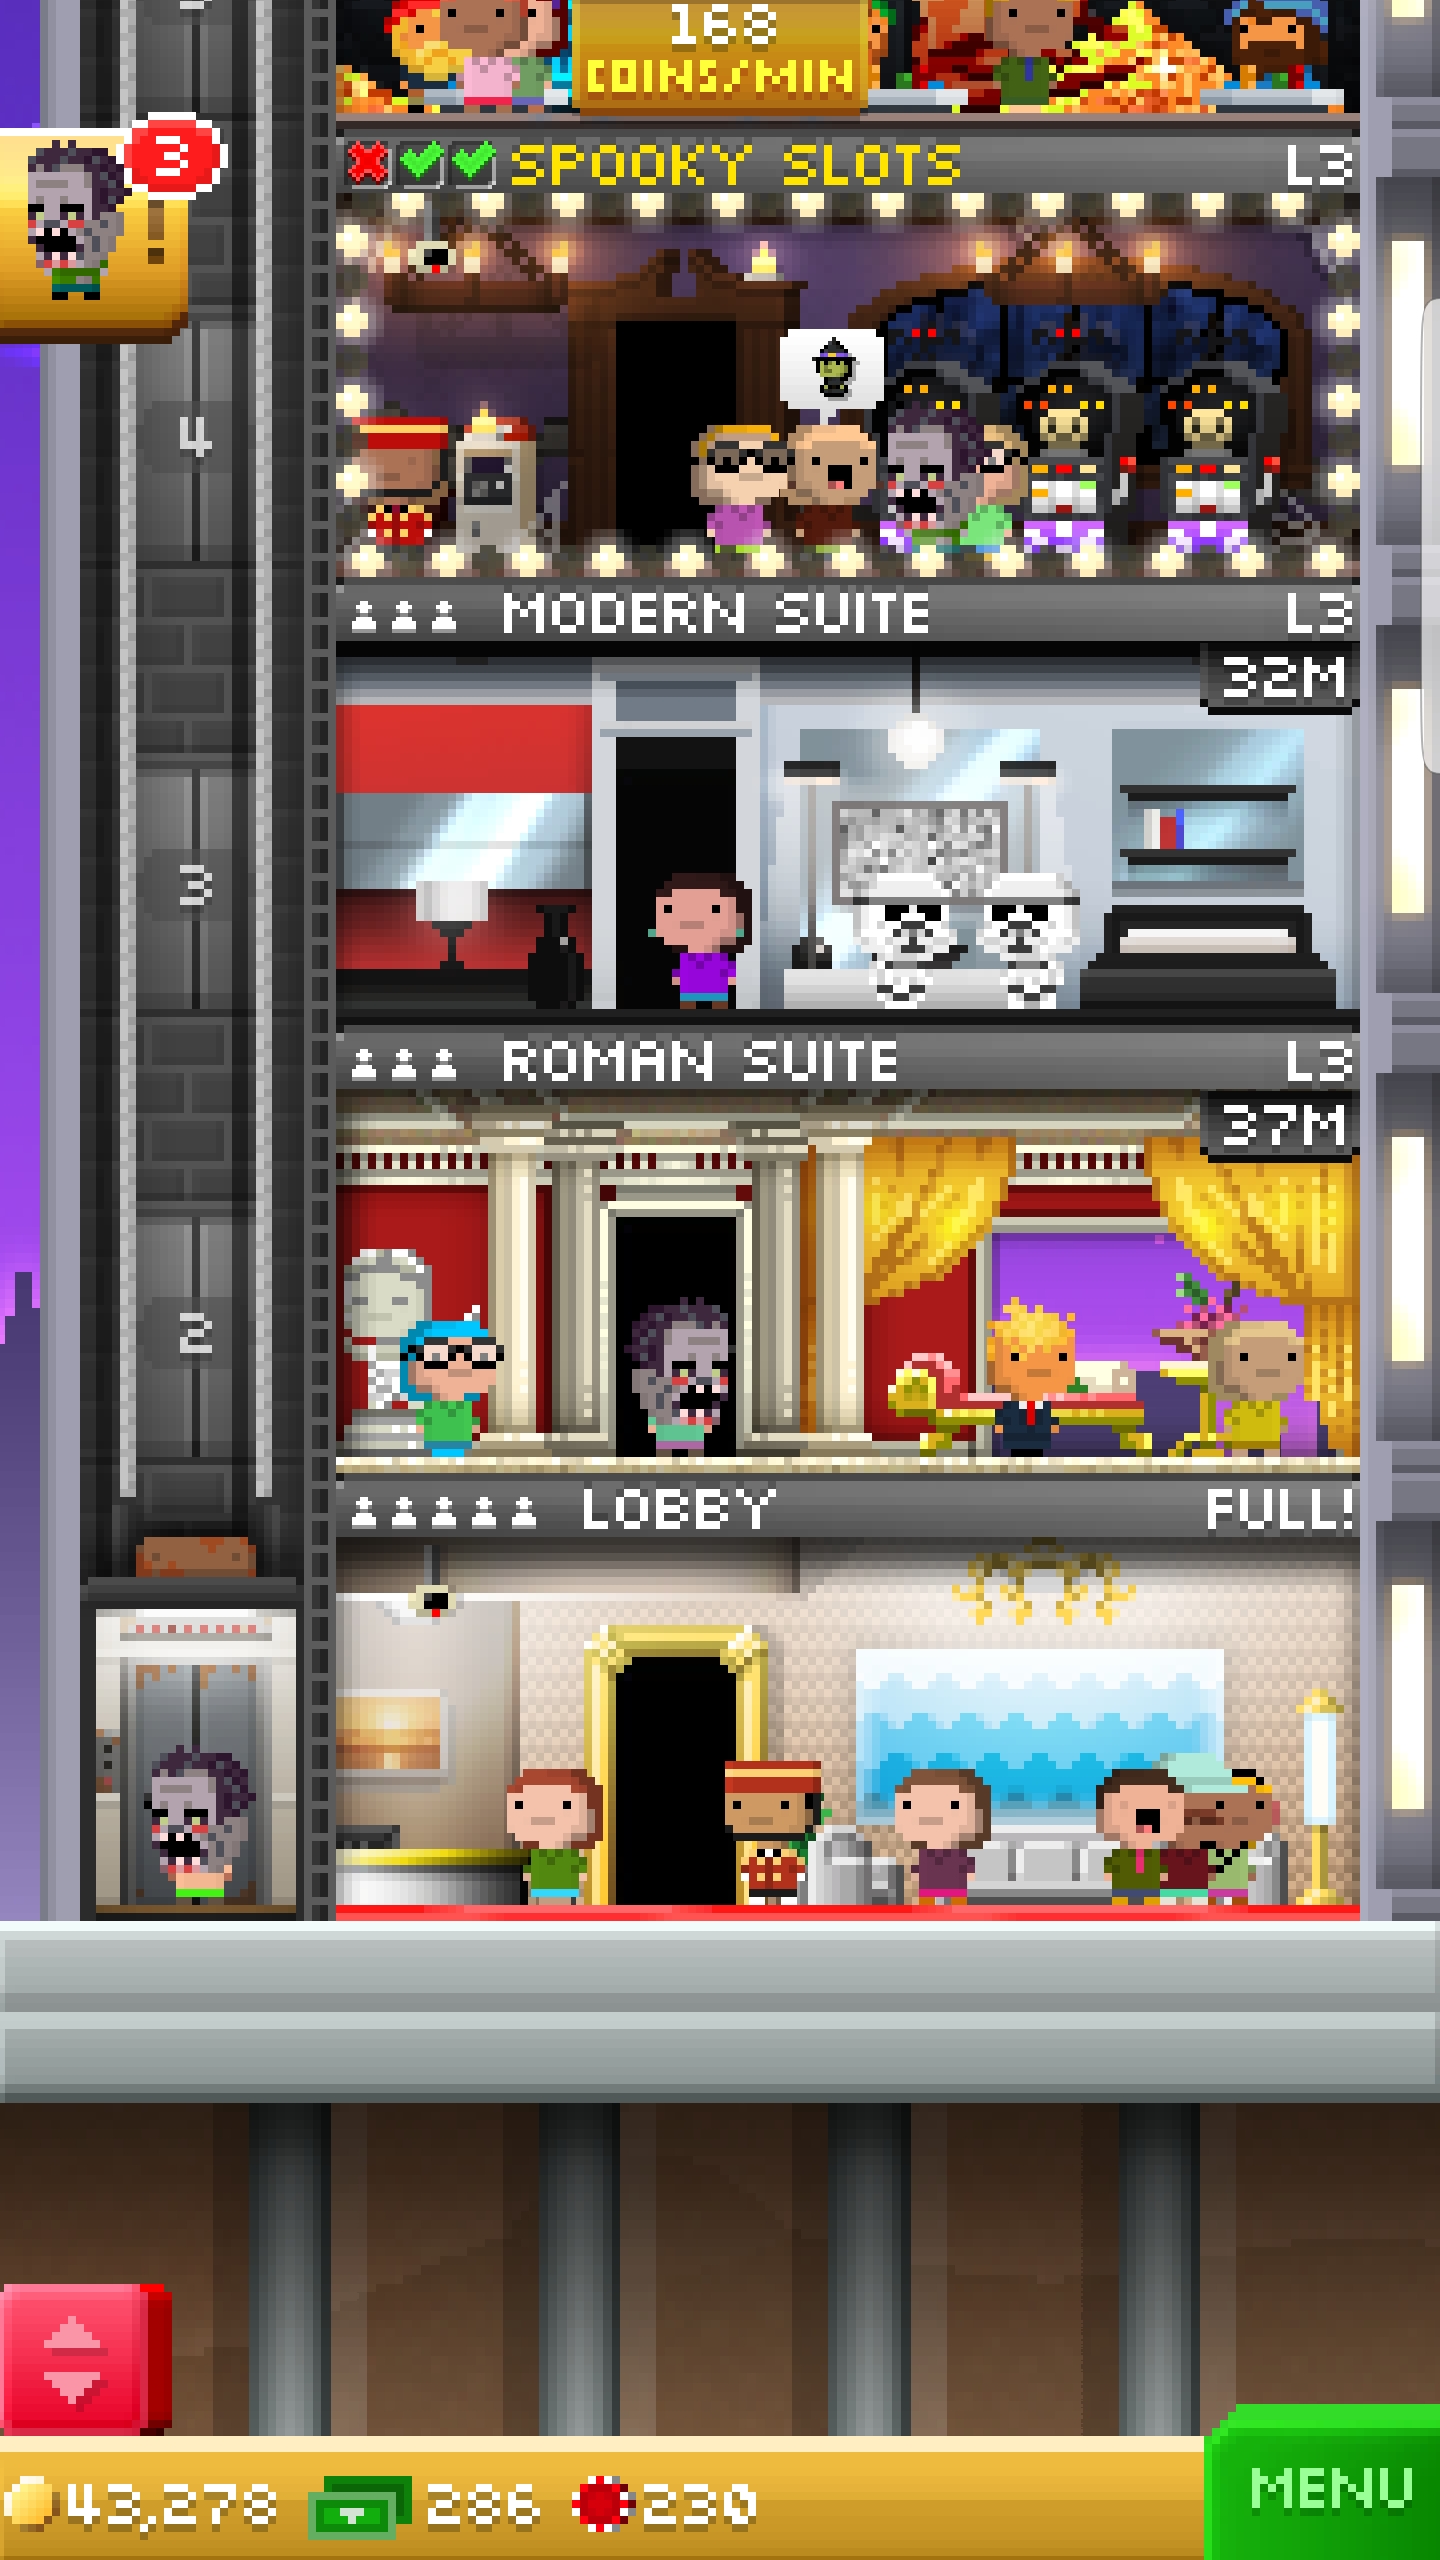 168
COINS/MIN
3
!
SPOOKY SLOTS L3
4
MODERN SUITE L3
32M
3
ROMAN SUITE L3
37M
2
LOBBY FULL!
43,278 286 230
MENU